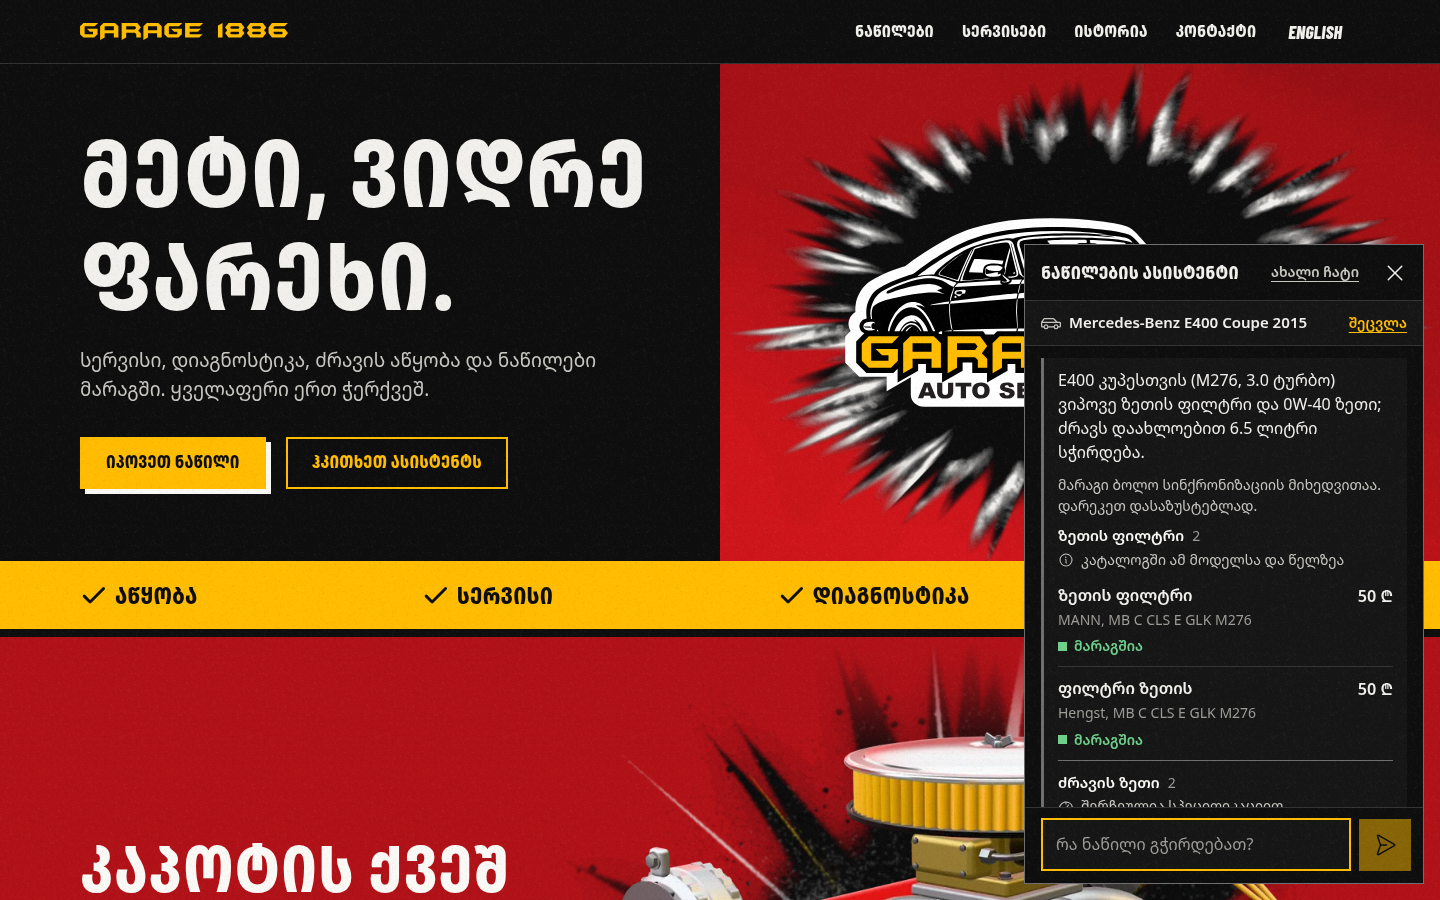 GARAGE 1886
ნაწილები
სერვისები
ისტორია
კონტაქტი
ENGLISH
მეტი, ვიდრე
ფარეხი.
სერვისი, დიაგნოსტიკა, ძრავის აწყობა და ნაწილები
მარაგში. ყველაფერი ერთ ჭერქვეშ.
იპოვეთ ნაწილი
ჰკითხეთ ასისტენტს
GARA
AUTO SE
აწყობა
სერვისი
დიაგნოსტიკა
კაპოტის ქვეშ
ნაწილების ასისტენტი
ახალი ჩატი
Mercedes-Benz E400 Coupe 2015
შეცვლა
E400 კუპესთვის (M276, 3.0 ტურბო)
ვიპოვე ზეთის ფილტრი და 0W-40 ზეთი;
ძრავს დაახლოებით 6.5 ლიტრი
სჭირდება.
მარაგი ბოლო სინქრონიზაციის მიხედვითაა.
დარეკეთ დასაზუსტებლად.
ზეთის ფილტრი 2
კატალოგში ამ მოდელსა და წელზეა
ზეთის ფილტრი 50 ₾
MANN, MB C CLS E GLK M276
მარაგშია
ფილტრი ზეთის 50 ₾
Hengst, MB C CLS E GLK M276
მარაგშია
ძრავის ზეთი 2
რა ნაწილი გჭირდებათ?